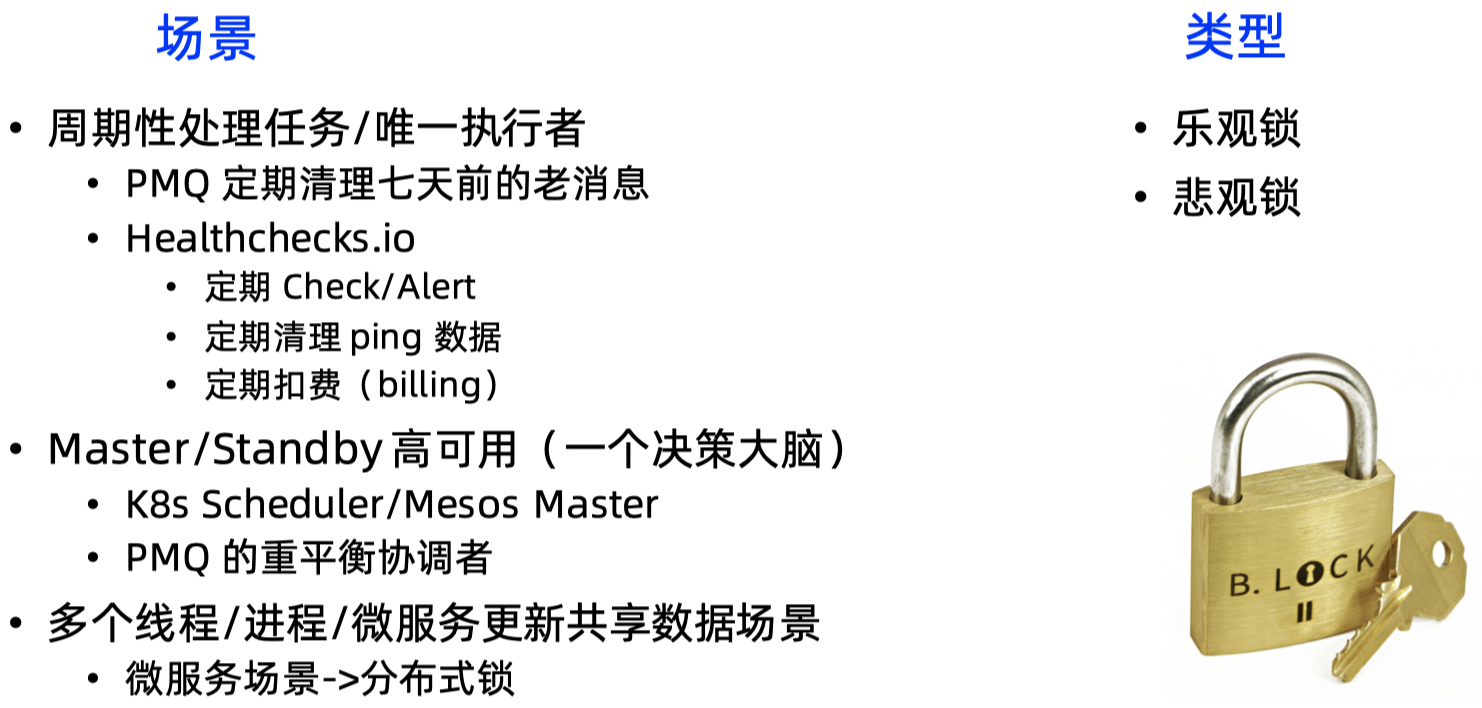 场景
周期性处理任务/唯一执行者
PMQ 定期清理七天前的老消息
Healthchecks.io
定期 Check/Alert
定期清理 ping 数据
定期扣费（billing）
Master/Standby 高可用（一个决策大脑）
K8s Scheduler/Mesos Master
PMQ 的重平衡协调者
多个线程/进程/微服务更新共享数据场景
微服务场景->分布式锁
类型
乐观锁
悲观锁
B. LOCK
II